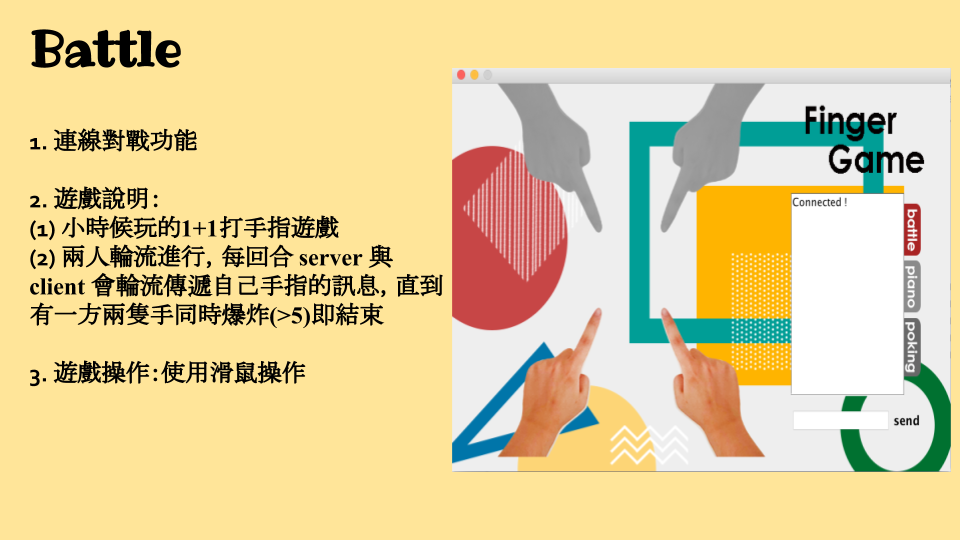 Battle
1. 連線對戰功能
2. 遊戲說明：
(1) 小時候玩的1+1打手指遊戲
(2) 兩人輪流進行，每回合 server 與
client 會輪流傳遞自己手指的訊息，直到
有一方兩隻手同時爆炸(>5)即結束
3. 遊戲操作：使用滑鼠操作
Finger
Game
Connected !
battle
piano
poking
send